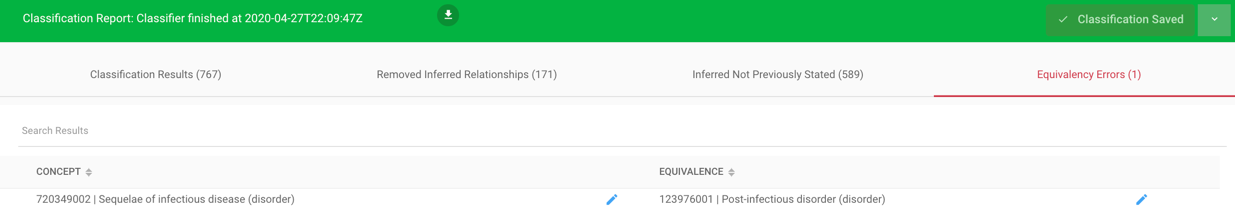 Classification Report: Classifier finished at 2020-04-27T22:09:47Z
Classification Saved
Classification Results (767)
Removed Inferred Relationships (171)
Inferred Not Previously Stated (589)
Equivalency Errors (1)
Search Results
CONCEPT
EQUIVALENCE
720349002 | Sequelae of infectious disease (disorder)
123976001 | Post-infectious disorder (disorder)